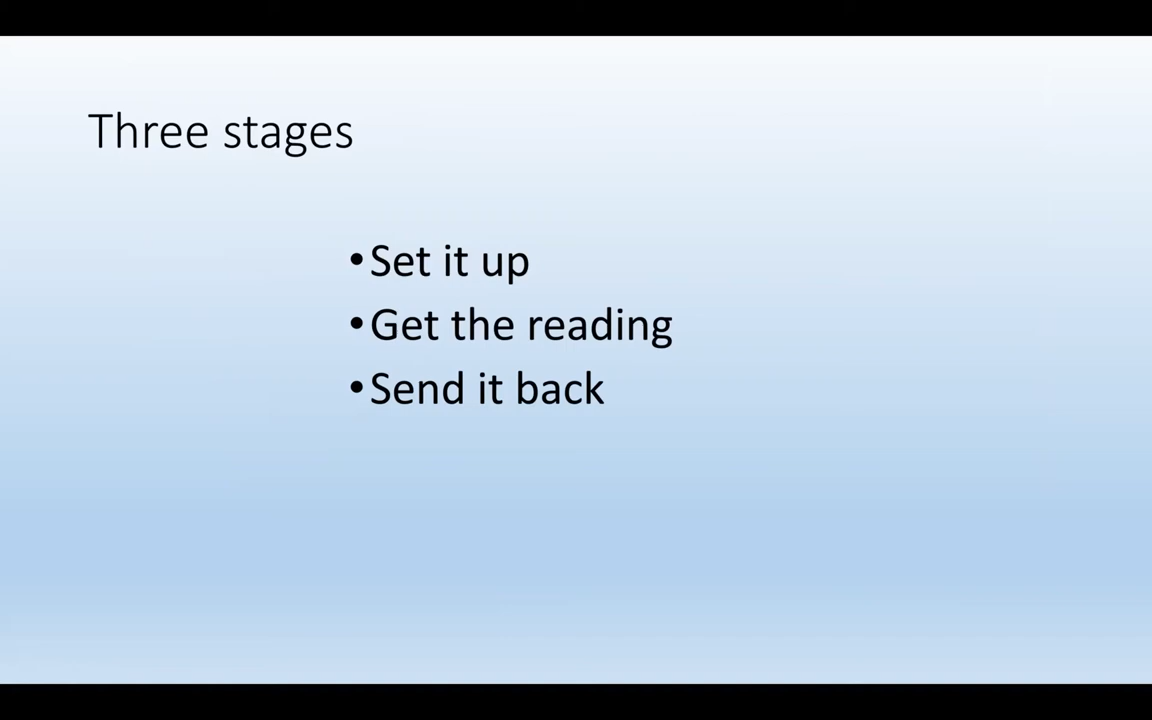 Three stages
•Set it up
•Get the reading
•Send it back